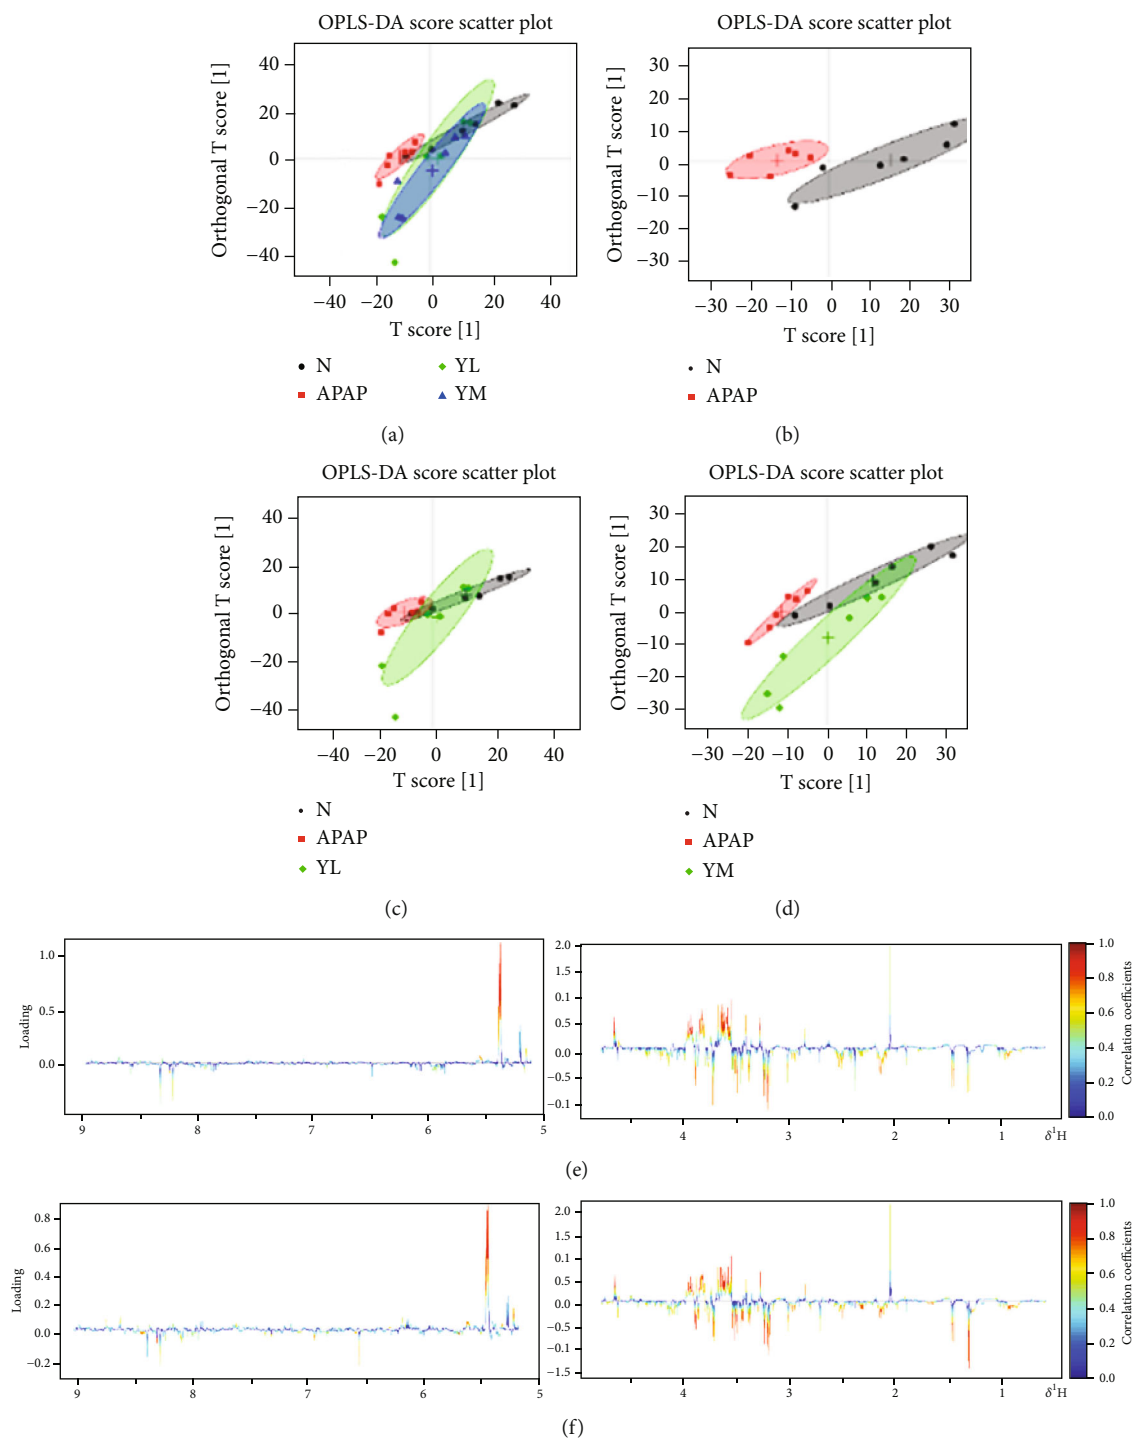 OPLS-DA score scatter plot
Orthogonal T score [1]
40
20
0
−20
−40
−40 −20 0 20 40
T score [1]
N
YL
APAP
YM
(a)
OPLS-DA score scatter plot
Orthogonal T score [1]
30
20
10
0
−10
−20
−30
−30 −20 −10 0 10 20 30
T score [1]
N
APAP
(b)
OPLS-DA score scatter plot
Orthogonal T score [1]
40
20
0
−20
−40
−40 −20 0 20 40
T score [1]
N
APAP
YL
(c)
OPLS-DA score scatter plot
Orthogonal T score [1]
30
20
10
0
−10
−20
−30
−30 −20 −10 0 10 20 30
T score [1]
N
APAP
YM
(d)
Loading
1.0
0.5
0.0
9 8 7 6 5
2.0
1.5
0.1
0.5
0.0
−0.5
−0.1
4 3 2 1 δ¹H
1.0
0.8
0.6
0.4
0.2
0.0
Correlation coefficients
(e)
Loading
0.8
0.6
0.4
0.2
0.0
−0.2
9 8 7 6 5
2.0
1.5
0.1
0.5
0.0
−0.5
−0.1
−1.5
4 3 2 1 δ¹H
1.0
0.8
0.6
0.4
0.2
0.0
Correlation coefficients
(f)